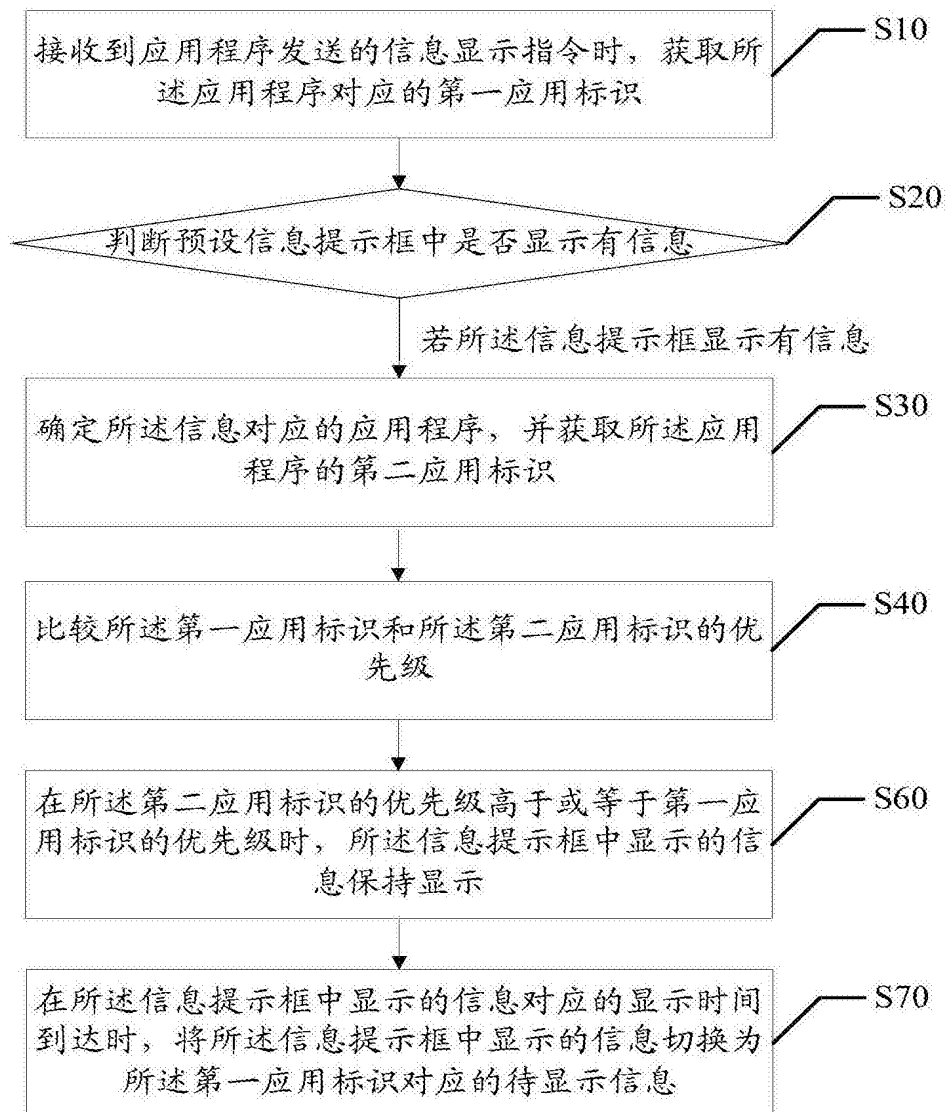 接收到应用程序发送的信息显示指令时，获取所
述应用程序对应的第一应用标识
S10
判断预设信息提示框中是否显示有信息
S20
若所述信息提示框显示有信息
确定所述信息对应的应用程序，并获取所述应用
程序的第二应用标识
S30
比较所述第一应用标识和所述第二应用标识的优
先级
S40
在所述第二应用标识的优先级高于或等于第一应
用标识的优先级时，所述信息提示框中显示的信
息保持显示
S60
在所述信息提示框中显示的信息对应的显示时间
到达时，将所述信息提示框中显示的信息切换为
所述第一应用标识对应的待显示信息
S70